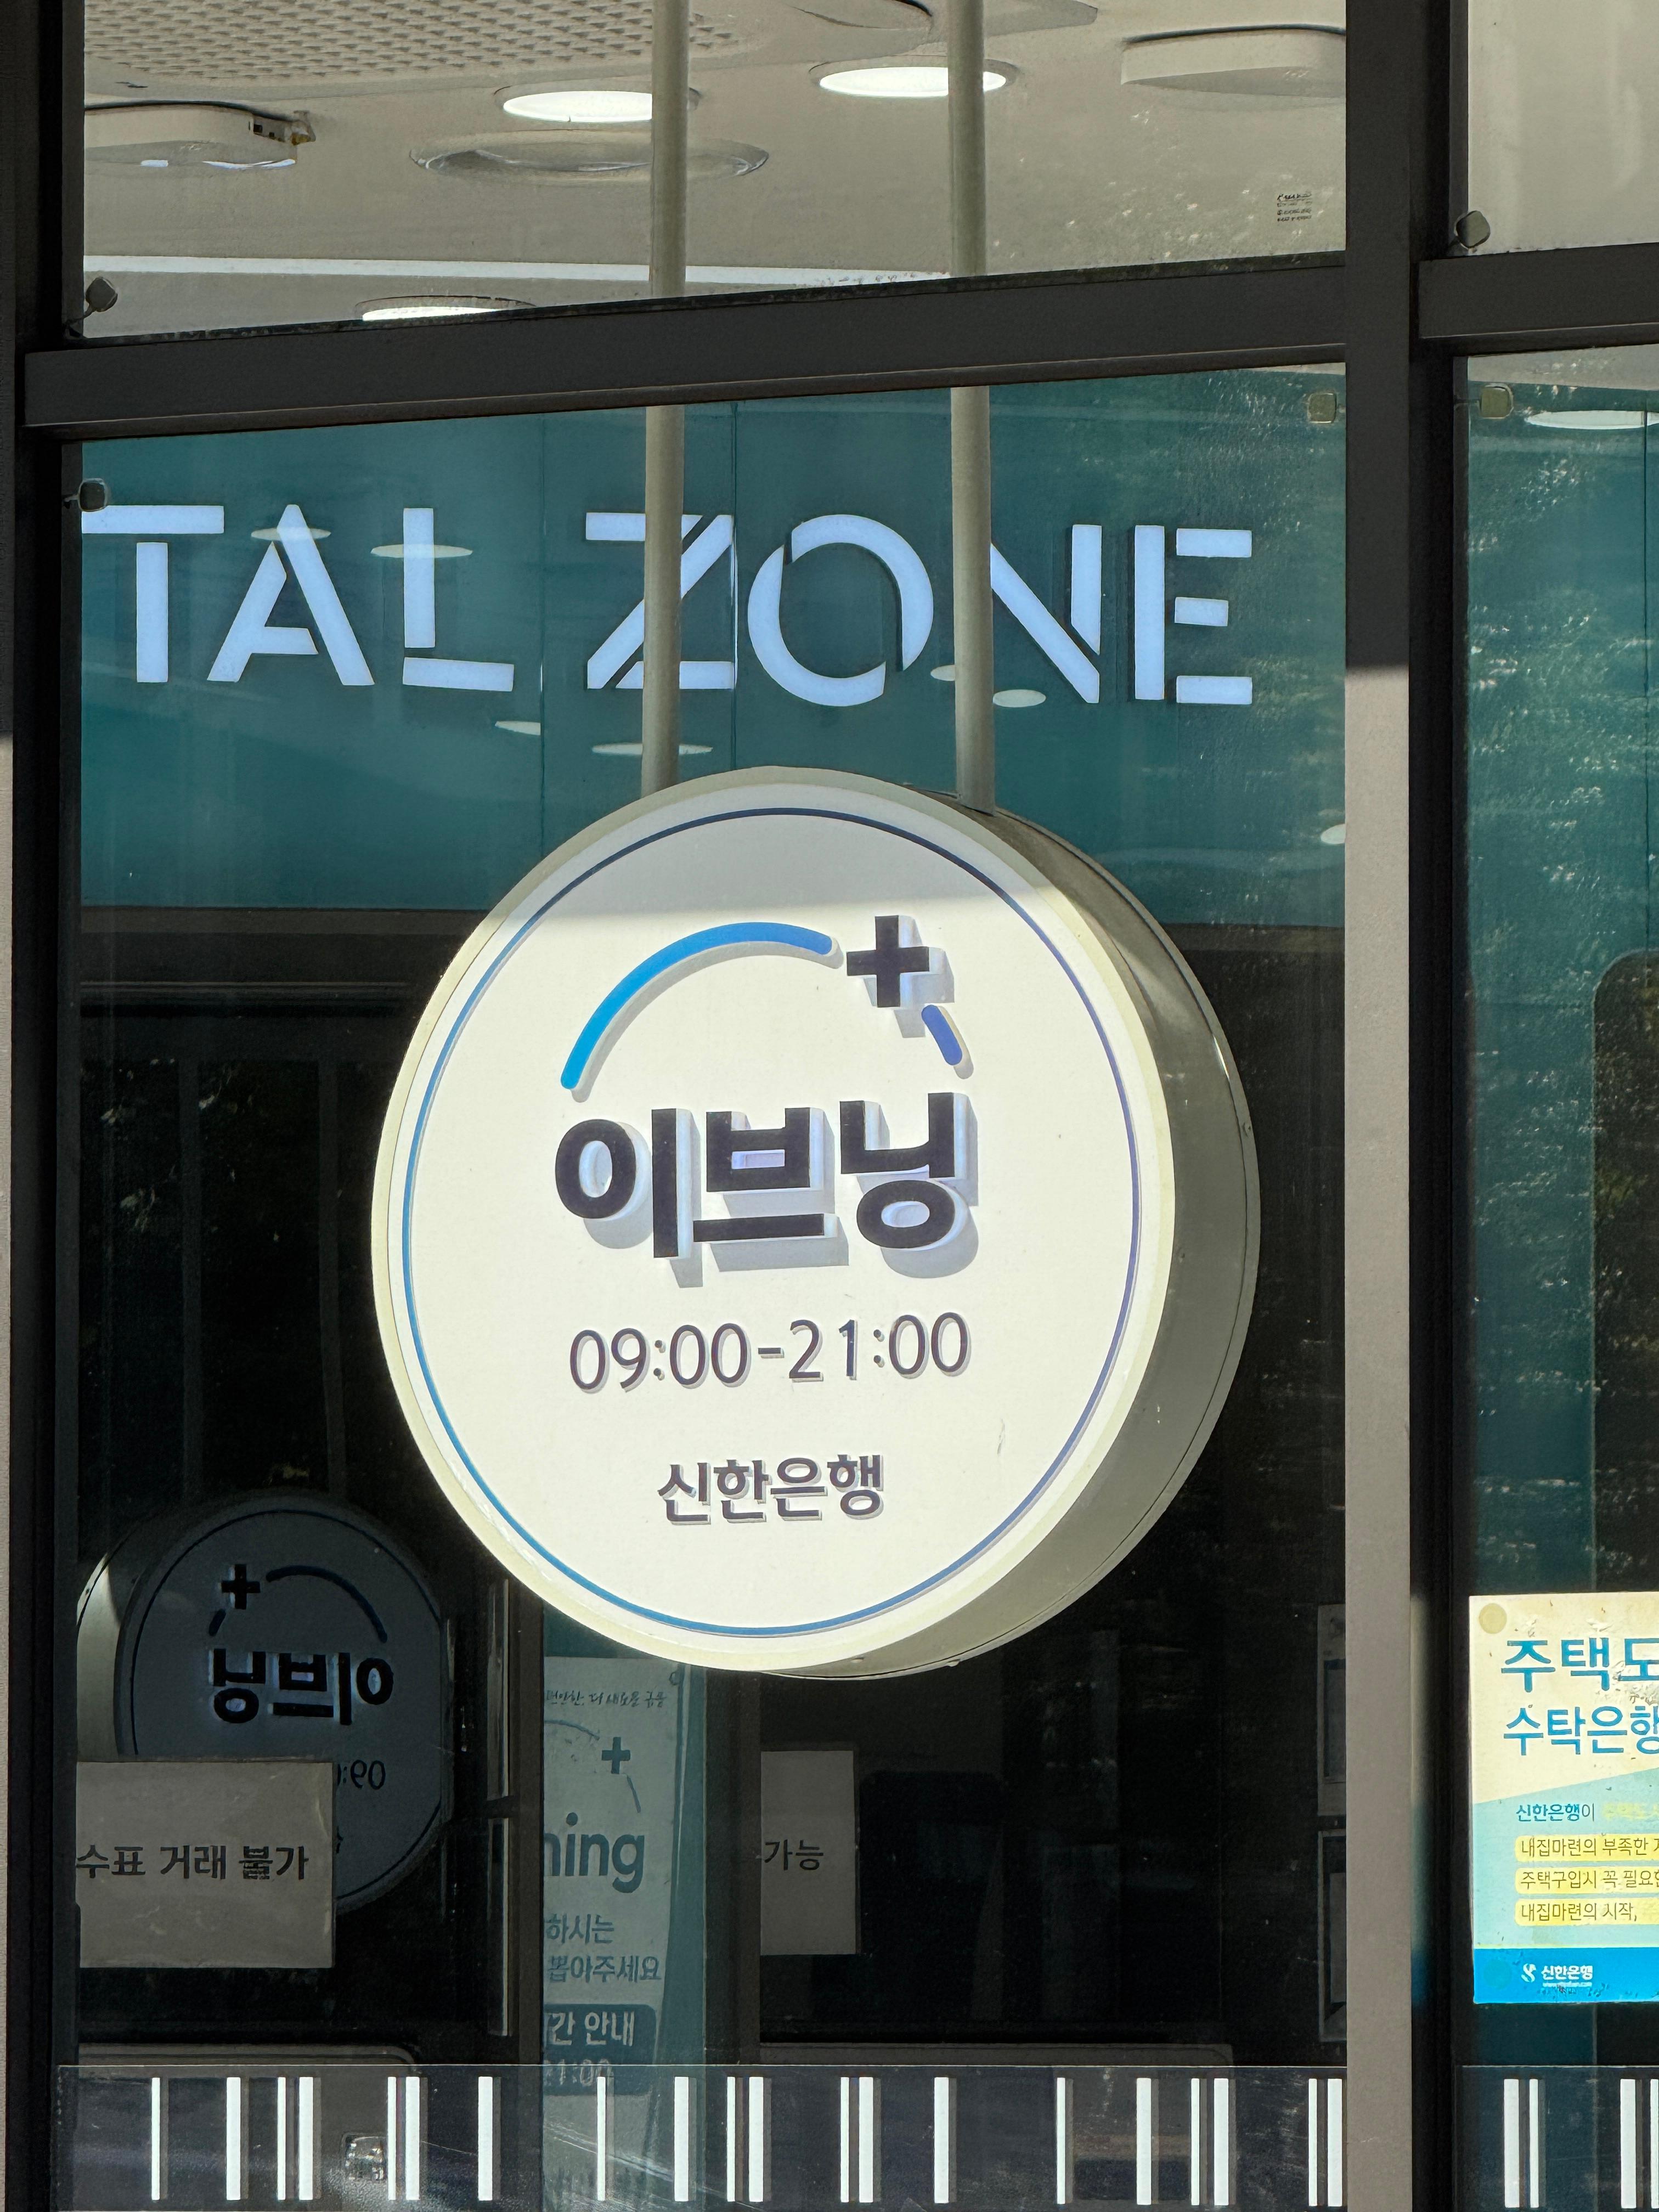 TAL ZONE
이브닝
09:00-21:00
신한은행
이브닝
수표 거래 불가
+
ning
하시는
뽑아주세요
간 안내
21:00
가능
주택도
수탁은행
신한은행이
내집마련의 부족한
주택구입시 꼭 필요한
내집마련의 시작,
신한은행